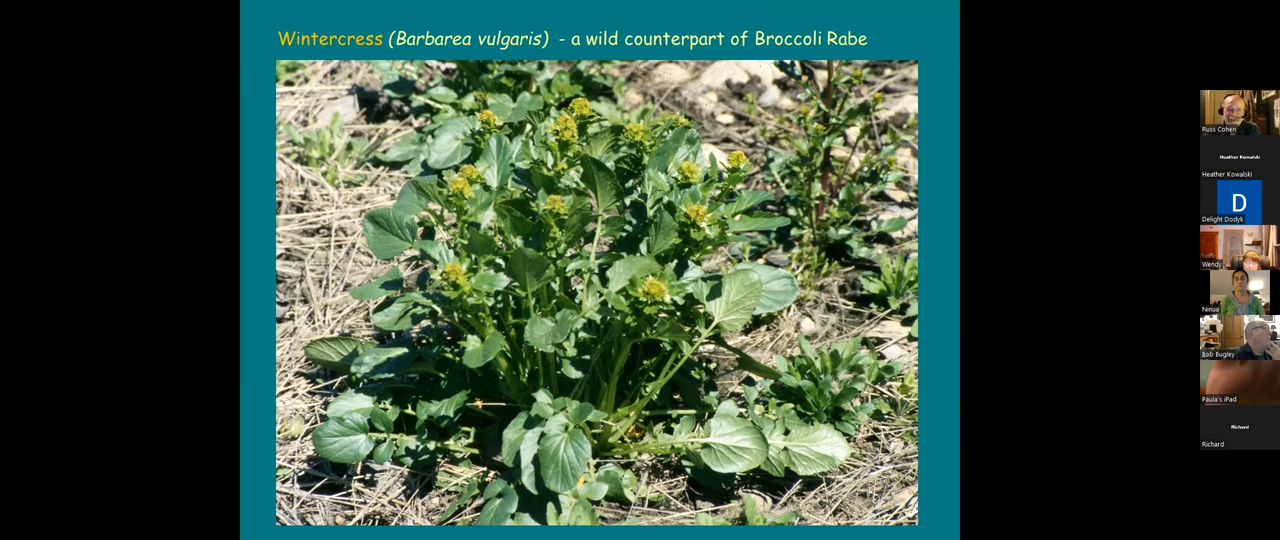 Wintercress (Barbarea vulgaris) - a wild counterpart of Broccoli Rabe
Russ Cohen
Heather Kowalski
Heather Kowalski
D
Delight Dodyk
Wendy
Ninua
Bob Bugley
Paula's iPad
Richard
Richard